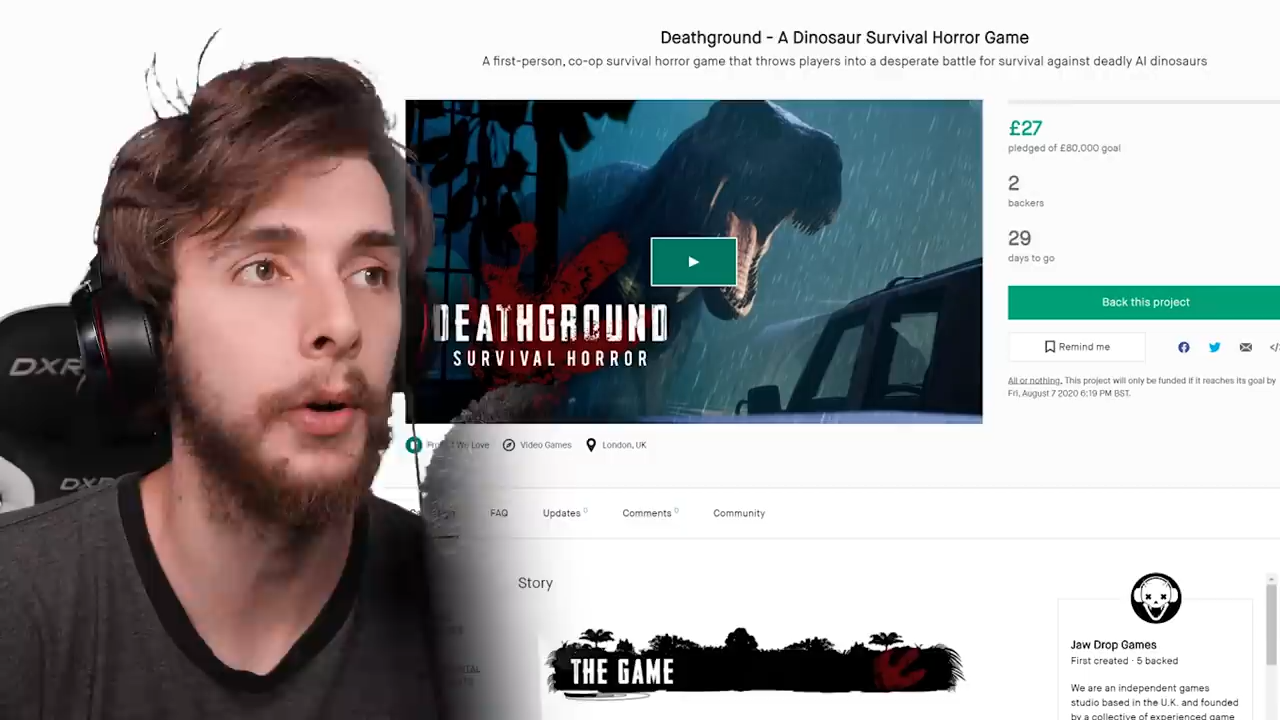 Deathground - A Dinosaur Survival Horror Game
A first-person, co-op survival horror game that throws players into a desperate battle for survival against deadly AI dinosaurs
DEATHGROUND
SURVIVAL HORROR
£27
pledged of £80,000 goal
2
backers
29
days to go
Back this project
Remind me
All or nothing. This project will only be funded if it reaches its goal by
Fri, August 7 2020 6:19 PM BST.
We Love
Video Games
London, UK
FAQ
Updates 0
Comments 0
Community
Story
THE GAME
Jaw Drop Games
First created · 5 backed
We are an independent games
studio based in the U.K. and founded
by a collective of experienced game
DXR
DXR